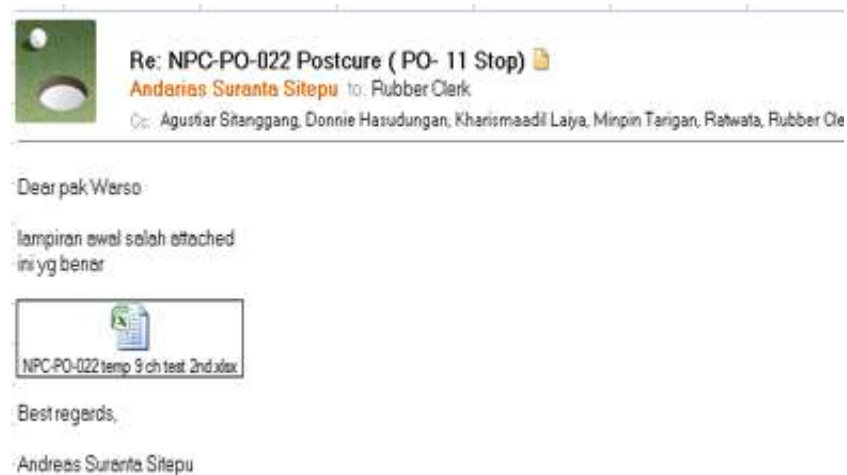 Re: NPC-PO-022 Postcure ( PO- 11 Stop)
Andarias Suranta Sitepu to: Rubber Clerk
Cc: Agustiar Sitanggang, Donnie Hasudungan, Kharismaadil Laiya, Minpin Tarigan, Ratwata, Rubber Cle
Dear pak Warso
lampiran awal salah attached
ini yg benar
NPC-PO-022 temp 9 ch test 2nd.xlsx
Best regards,
Andreas Suranta Sitepu